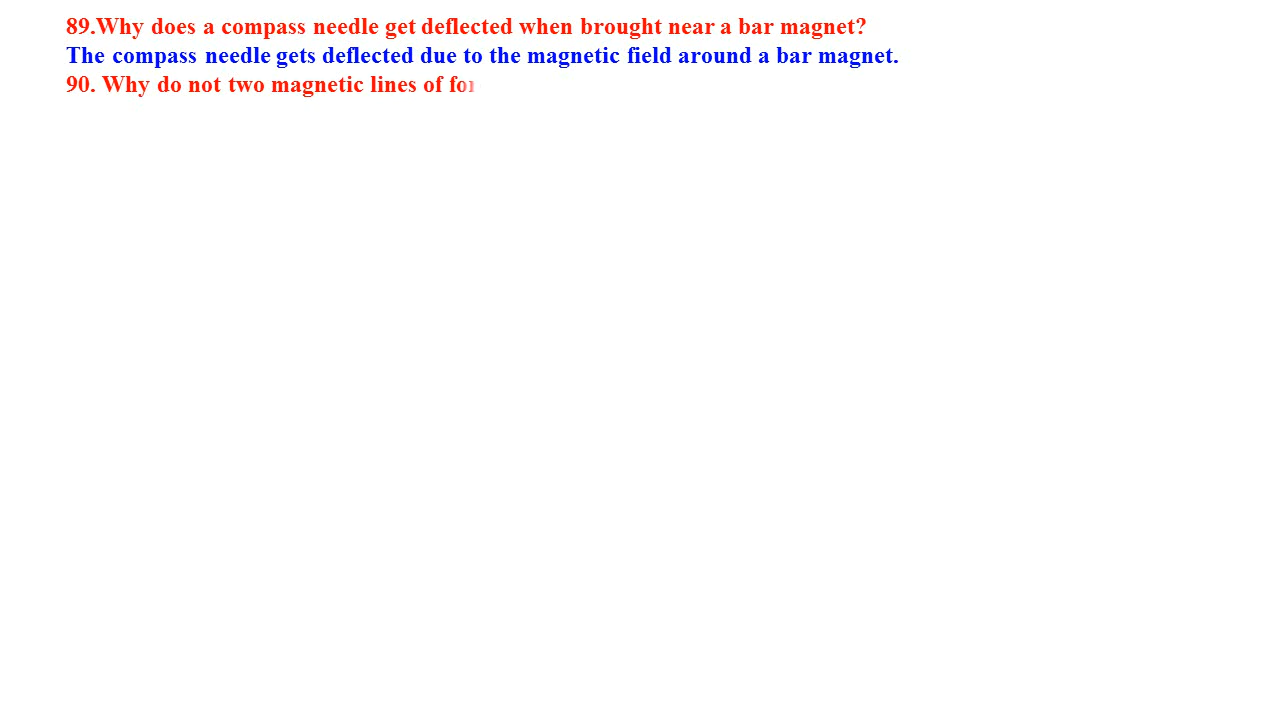 89.Why does a compass needle get deflected when brought near a bar magnet?
The compass needle gets deflected due to the magnetic field around a bar magnet.
90. Why do not two magnetic lines of